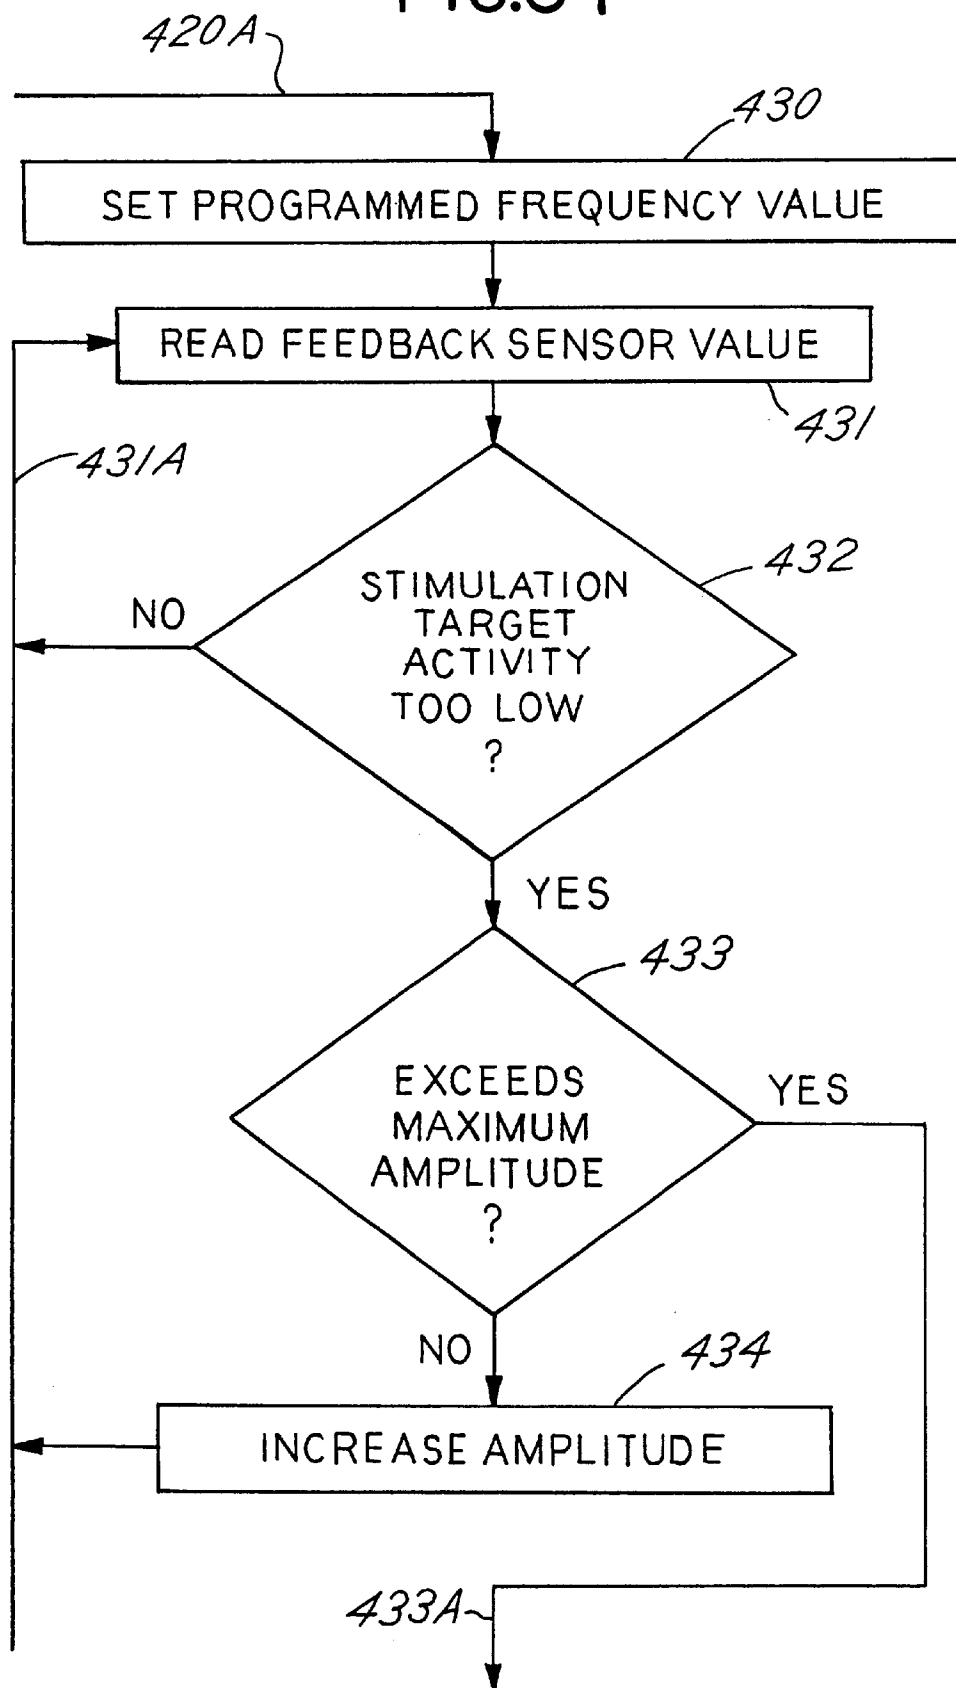 420A
430
SET PROGRAMMED FREQUENCY VALUE
READ FEEDBACK SENSOR VALUE
431
431A
432
STIMULATION
TARGET
ACTIVITY
TOO LOW
?
NO
YES
433
EXCEEDS
MAXIMUM
AMPLITUDE
?
YES
NO
434
INCREASE AMPLITUDE
433A